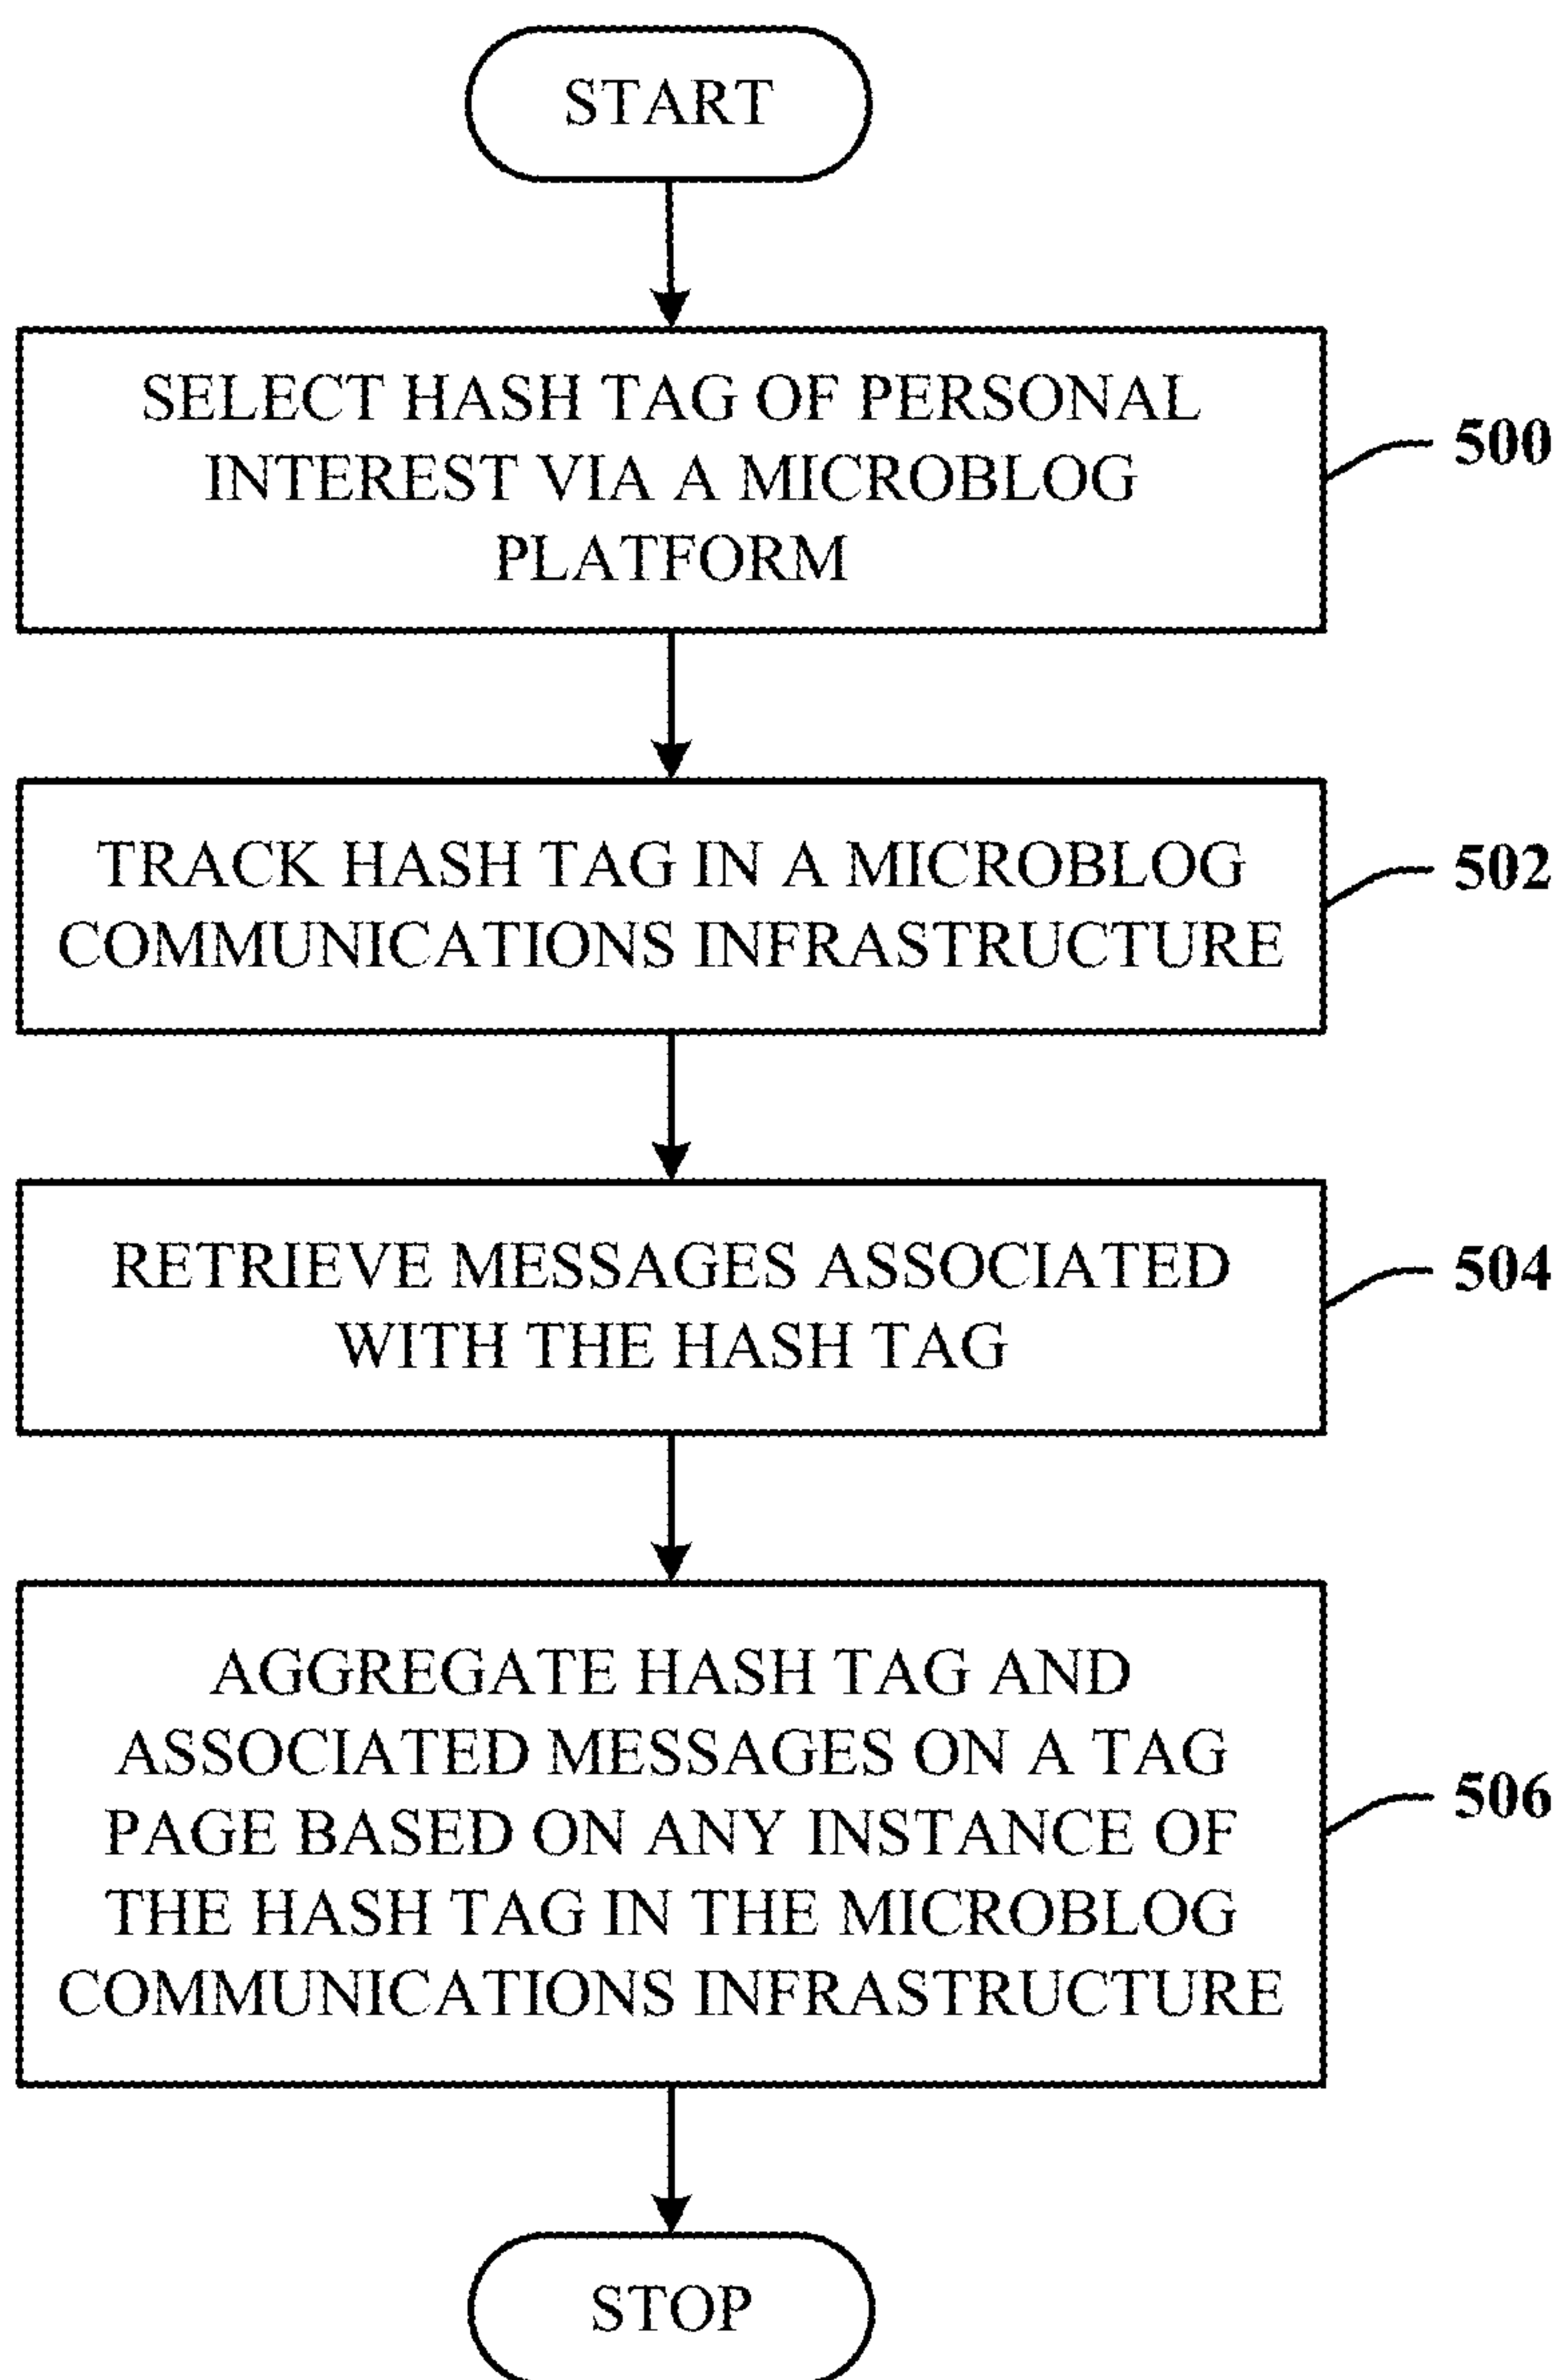 START
SELECT HASH TAG OF PERSONAL
INTEREST VIA A MICROBLOG
PLATFORM
500
TRACK HASH TAG IN A MICROBLOG
COMMUNICATIONS INFRASTRUCTURE
502
RETRIEVE MESSAGES ASSOCIATED
WITH THE HASH TAG
504
AGGREGATE HASH TAG AND
ASSOCIATED MESSAGES ON A TAG
PAGE BASED ON ANY INSTANCE OF
THE HASH TAG IN THE MICROBLOG
COMMUNICATIONS INFRASTRUCTURE
506
STOP